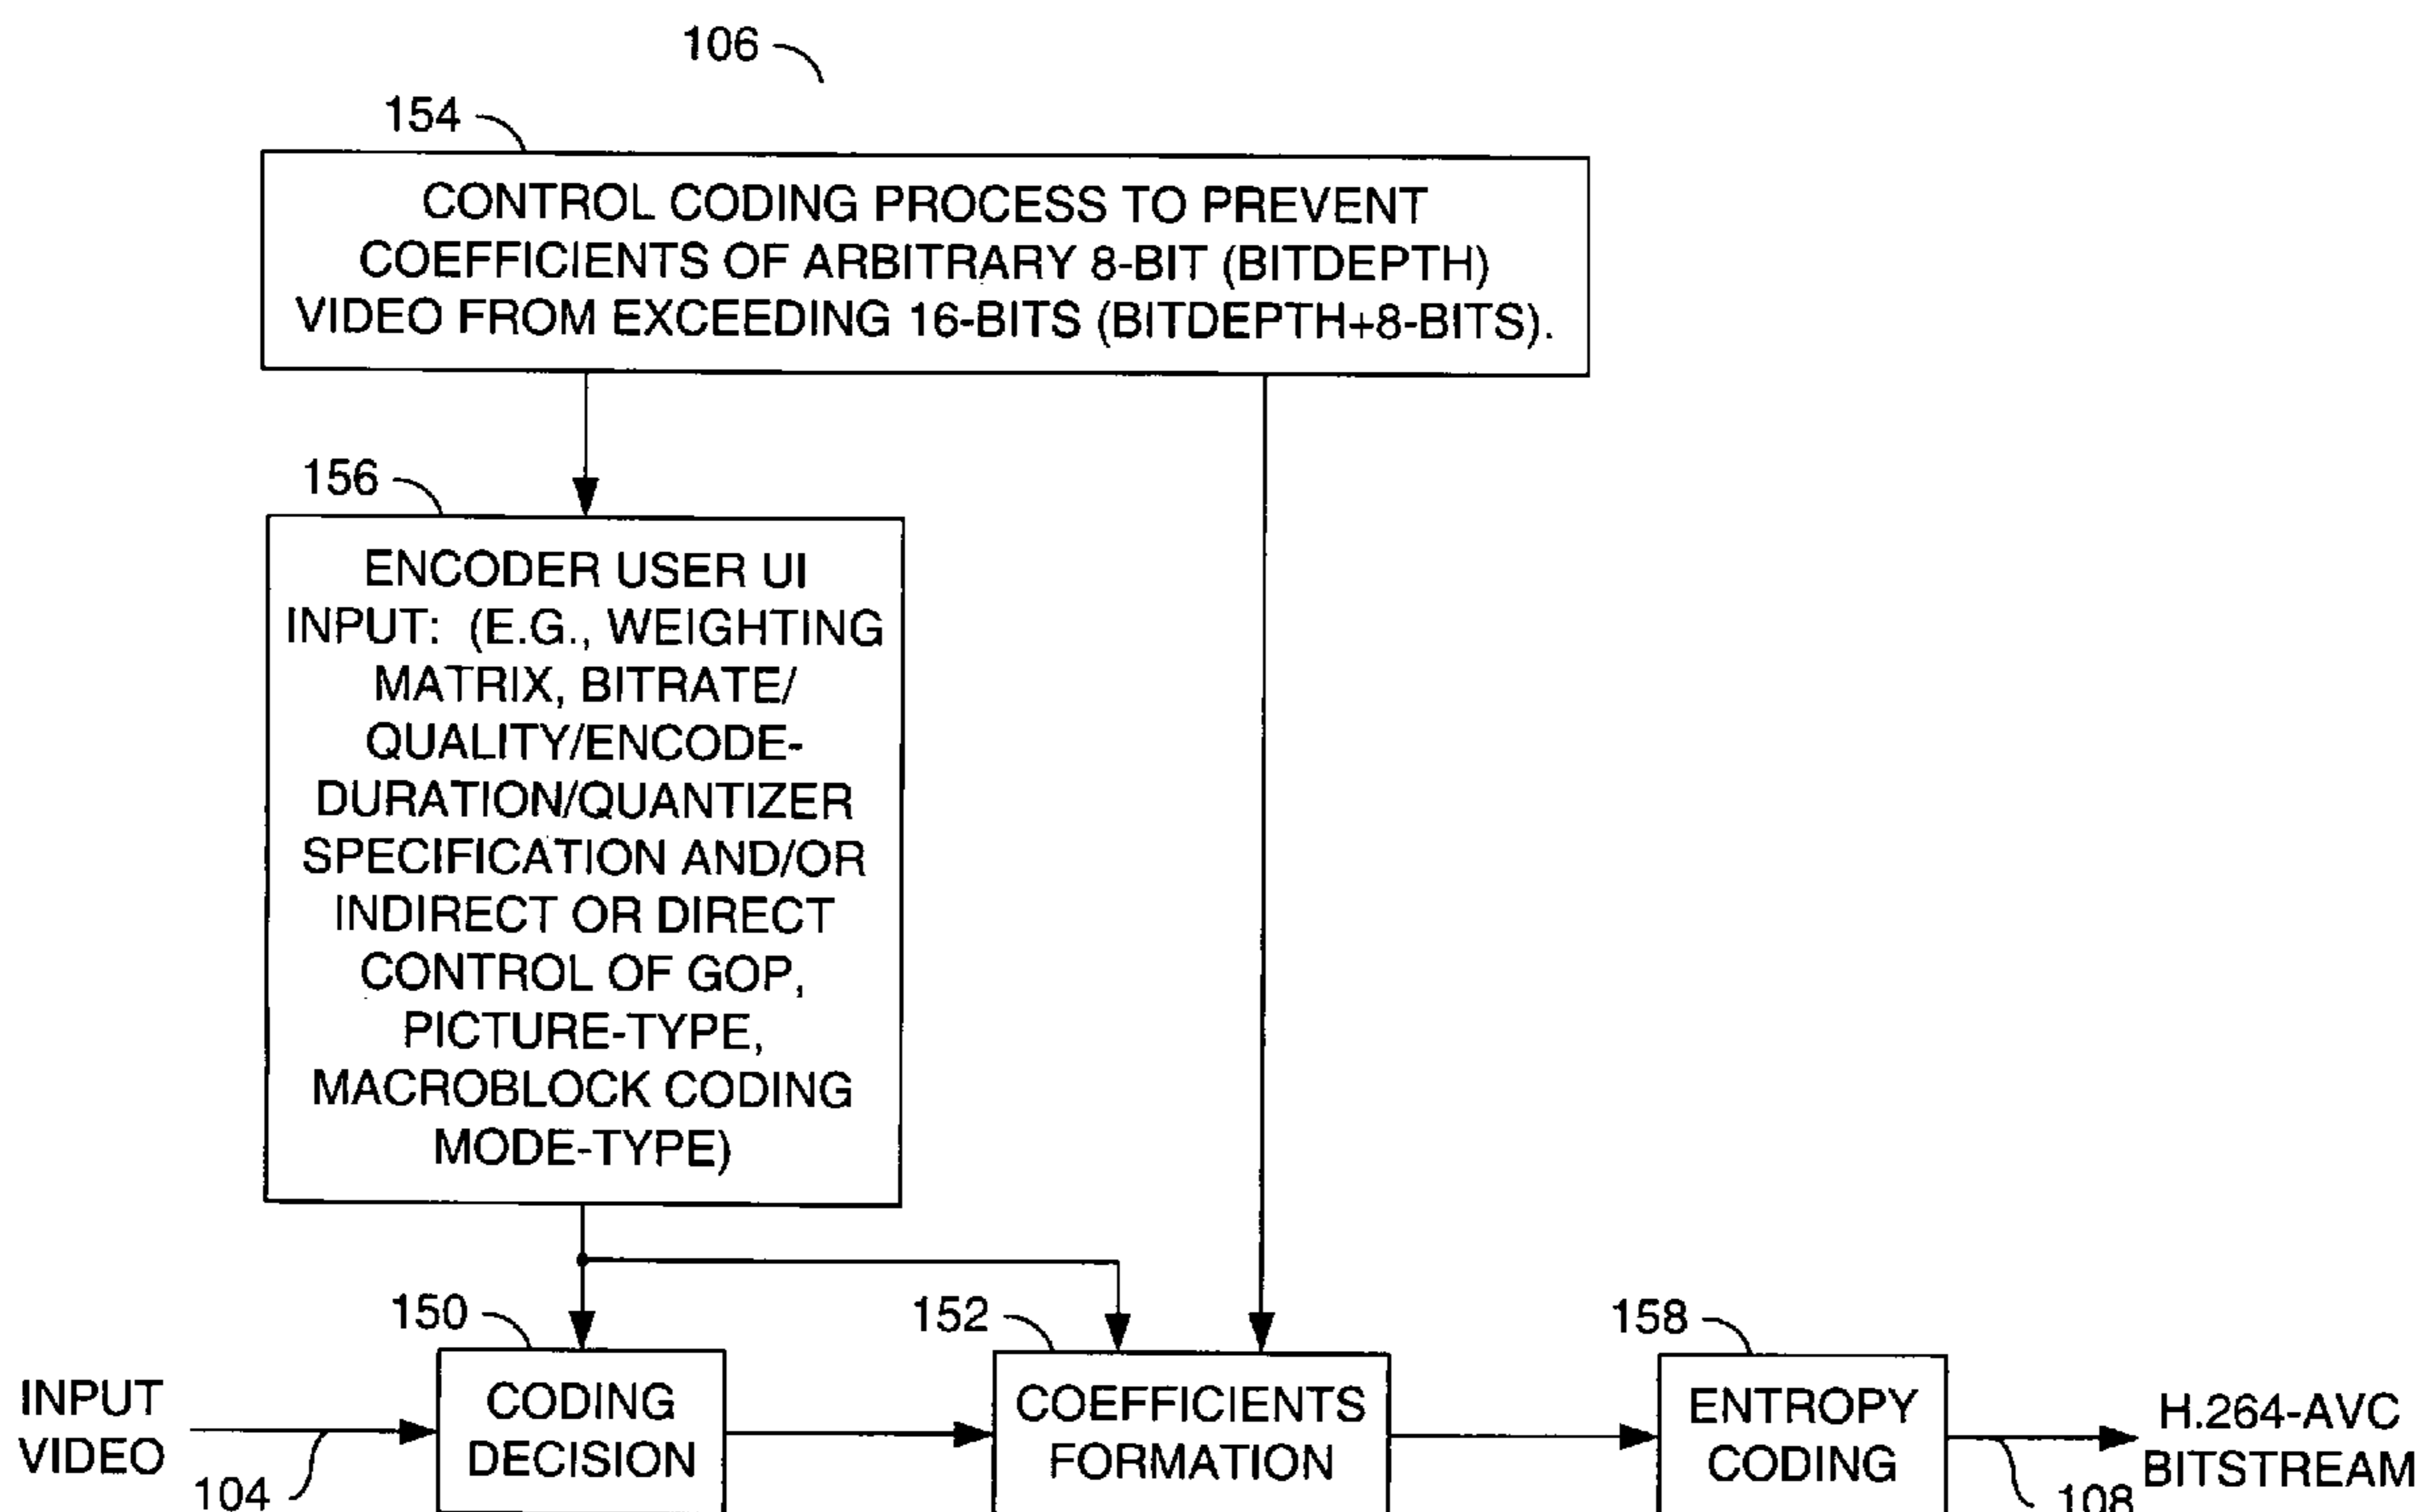 106
154
CONTROL CODING PROCESS TO PREVENT
COEFFICIENTS OF ARBITRARY 8-BIT (BITDEPTH)
VIDEO FROM EXCEEDING 16-BITS (BITDEPTH+8-BITS).
156
ENCODER USER UI
INPUT: (E.G., WEIGHTING
MATRIX, BITRATE/
QUALITY/ENCODE-
DURATION/QUANTIZER
SPECIFICATION AND/OR
INDIRECT OR DIRECT
CONTROL OF GOP,
PICTURE-TYPE,
MACROBLOCK CODING
MODE-TYPE)
150
152
158
INPUT
VIDEO
104
CODING
DECISION
COEFFICIENTS
FORMATION
ENTROPY
CODING
H.264-AVC
BITSTREAM
108